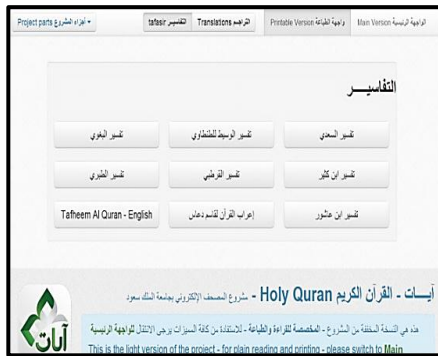 الواجهة الرئيسية Main Version واجهة الطباعة Printable Version التراجم Translations التفاسير tafasir أجزاء المشروع Project parts
التفاسيـــر
تفسير السعدي تفسير الوسيط للطنطاوي تفسير البغوي
تفسير ابن كثير تفسير القرطبي تفسير الطبري
تفسير ابن عاشور إعراب القرآن لقاسم دعاس Tafheem Al Quran - English
آيـــات - القرآن الكريم Holy Quran - مشروع المصحف الإلكتروني بجامعة الملك سعود
هذه هي النسخة المخففة من المشروع - المخصصة للقراءة والطباعة - للاستفادة من كافة الميزات يرجى الانتقال للواجهة الرئيسية
This is the light version of the project - for plain reading and printing - please switch to Main
آيات